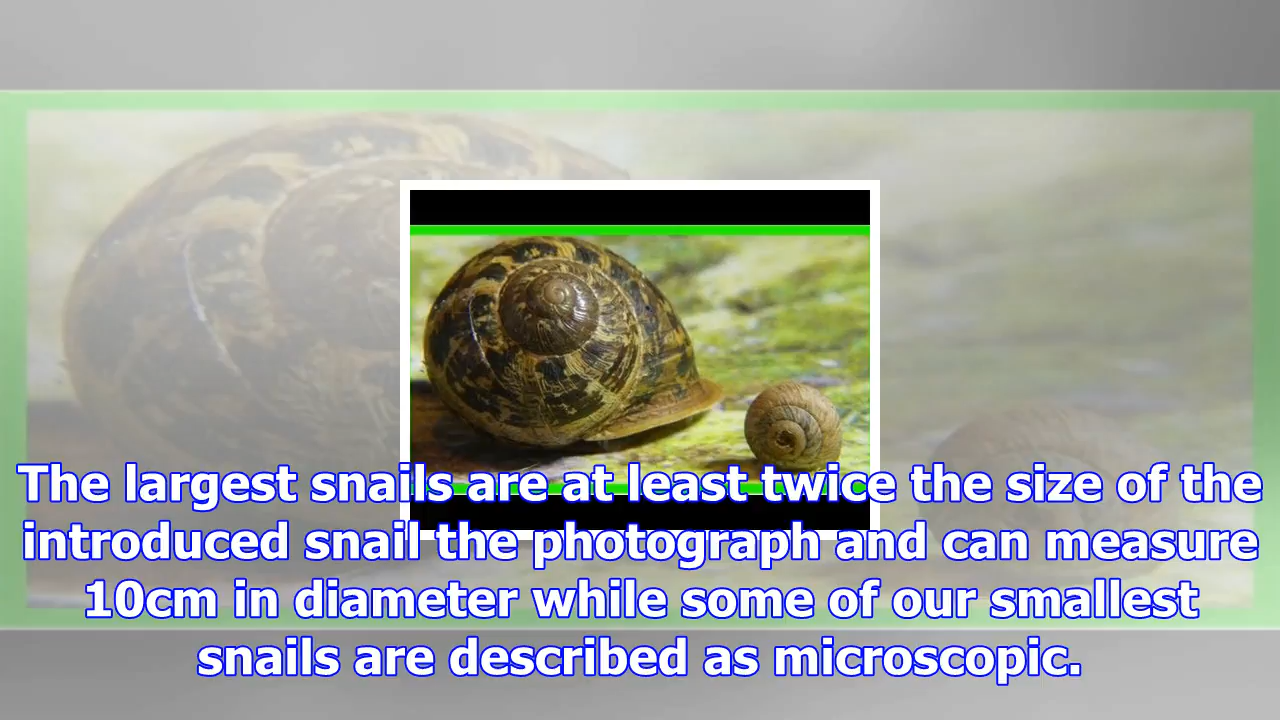 The largest snails are at least twice the size of the
introduced snail the photograph and can measure
10cm in diameter while some of our smallest
snails are described as microscopic.